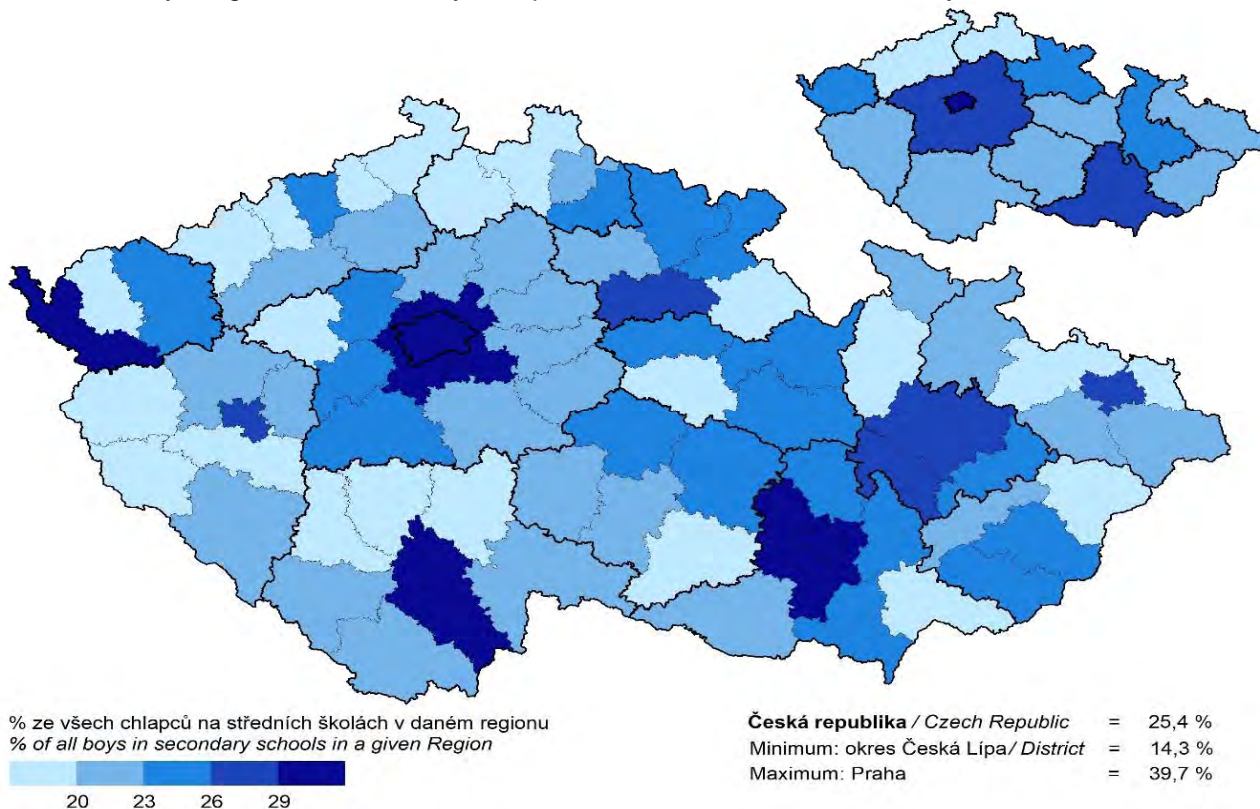 % ze všech chlapců na středních školách v daném regionu
% of all boys in secondary schools in a given Region
20 23 26 29
Česká republika / Czech Republic = 25,4 %
Minimum: okres Česká Lípa / District = 14,3 %
Maximum: Praha = 39,7 %